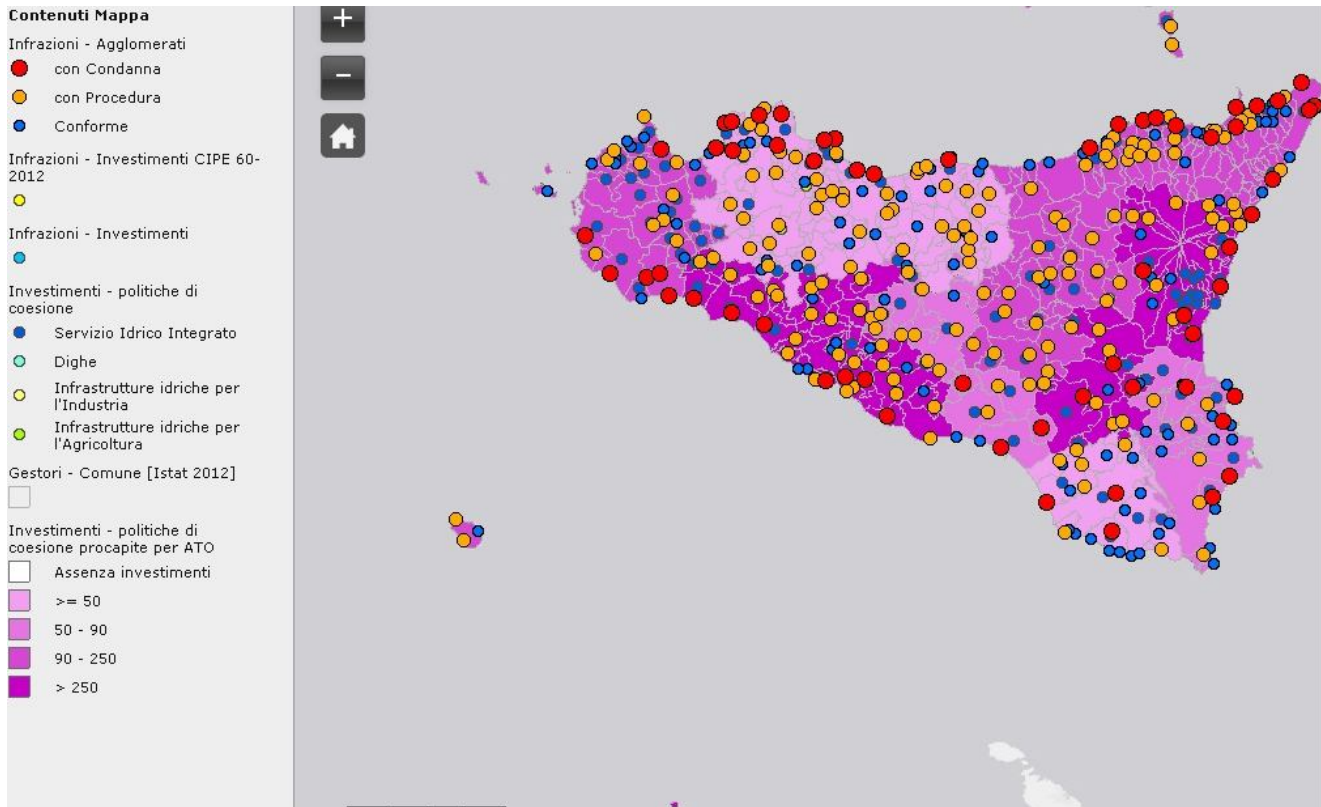 Contenuti Mappa
Infrazioni - Agglomerati
con Condanna
con Procedura
Conforme
Infrazioni - Investimenti CIPE 60-
2012
Infrazioni - Investimenti
Investimenti - politiche di
coesione
Servizio Idrico Integrato
Dighe
Infrastrutture idriche per
l'Industria
Infrastrutture idriche per
l'Agricoltura
Gestori - Comune [Istat 2012]
Investimenti - politiche di
coesione procapite per ATO
Assenza investimenti
>= 50
50 - 90
90 - 250
> 250
+
−